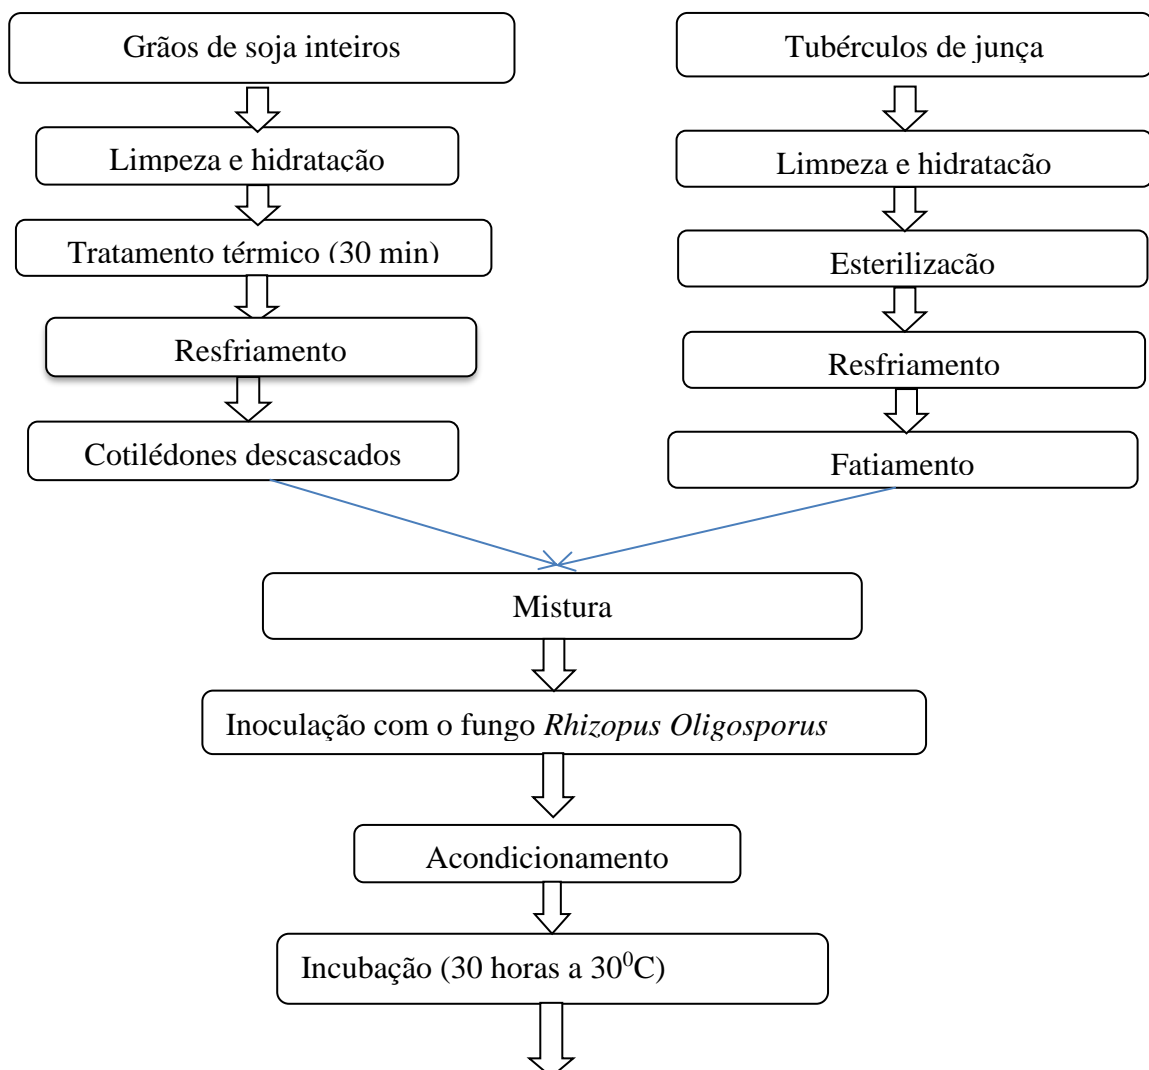 Grãos de soja inteiros
Limpeza e hidratação
Tratamento térmico (30 min)
Resfriamento
Cotilédones descascados
Tubérculos de junça
Limpeza e hidratação
Esterilização
Resfriamento
Fatiamento
Mistura
Inoculação com o fungo Rhizopus Oligosporus
Acondicionamento
Incubação (30 horas a 30⁰C)